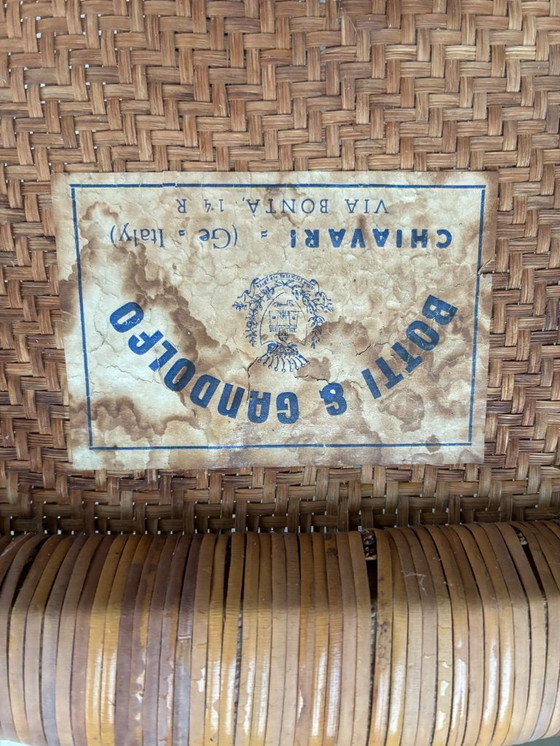 BOTTI & GANDOLFO
CHIAVARI = (Ge = Italy)
VIA BONTÀ, 14 R